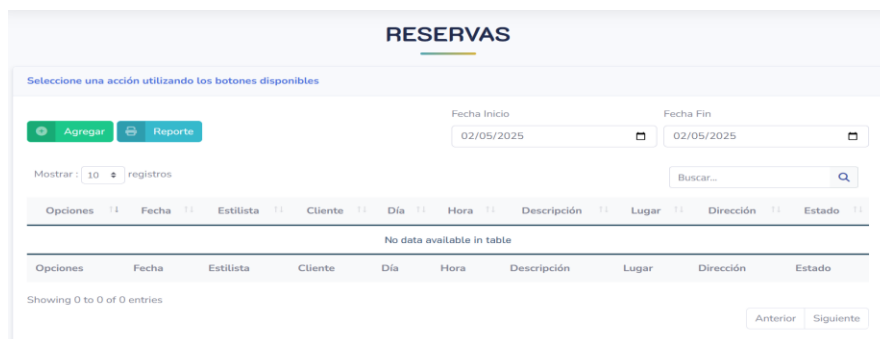 RESERVAS
Seleccione una acción utilizando los botones disponibles
Fecha Inicio Fecha Fin
Agregar Reporte 02/05/2025 02/05/2025
Mostrar : 10 registros Buscar...
Opciones Fecha Estilista Cliente Día Hora Descripción Lugar Dirección Estado
No data available in table
Opciones Fecha Estilista Cliente Día Hora Descripción Lugar Dirección Estado
Showing 0 to 0 of 0 entries
Anterior Siguiente